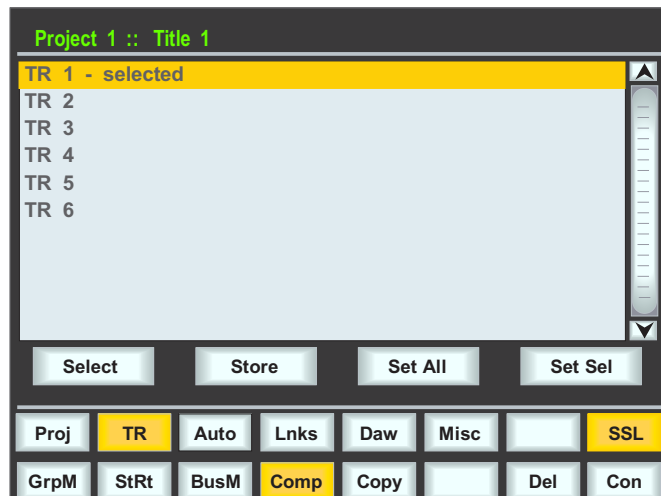 Project 1 :: Title 1
TR 1 - selected
TR 2
TR 3
TR 4
TR 5
TR 6
Select Store Set All Set Sel
Proj TR Auto Lnks Daw Misc SSL
GrpM StRt BusM Comp Copy Del Con